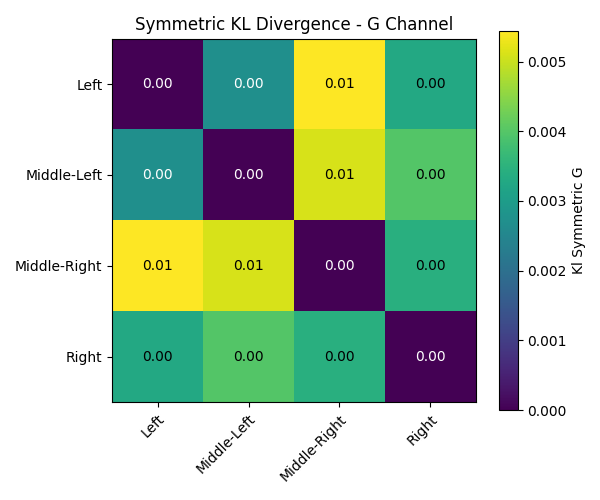 Symmetric KL Divergence - G Channel
Left 0.00 0.00 0.01 0.00
Middle-Left 0.00 0.00 0.01 0.00
Middle-Right 0.01 0.01 0.00 0.00
Right 0.00 0.00 0.00 0.00
Left Middle-Left Middle-Right Right
0.005
0.004
0.003
0.002
0.001
0.000
Kl Symmetric G